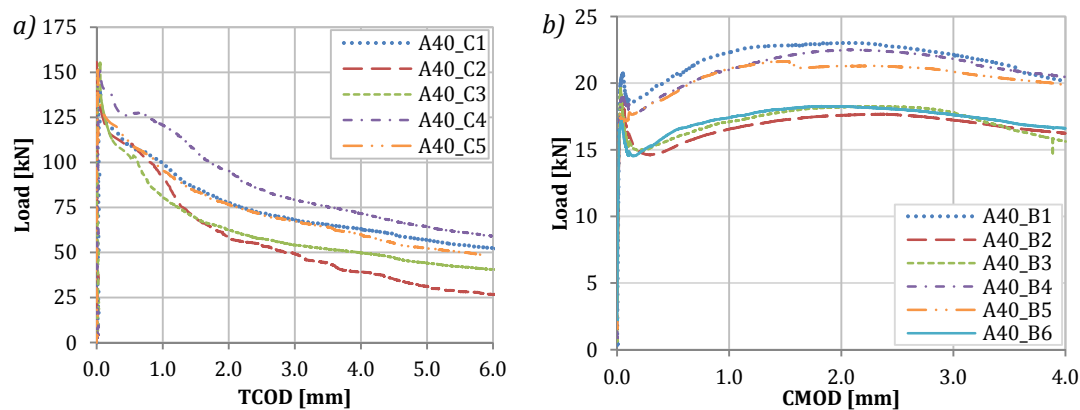 a)
Load [kN]
175
150
125
100
75
50
25
0
0.0 1.0 2.0 3.0 4.0 5.0 6.0
TCOD [mm]
A40_C1
A40_C2
A40_C3
A40_C4
A40_C5
b)
Load [kN]
25
20
15
10
5
0
0.0 1.0 2.0 3.0 4.0
CMOD [mm]
A40_B1
A40_B2
A40_B3
A40_B4
A40_B5
A40_B6